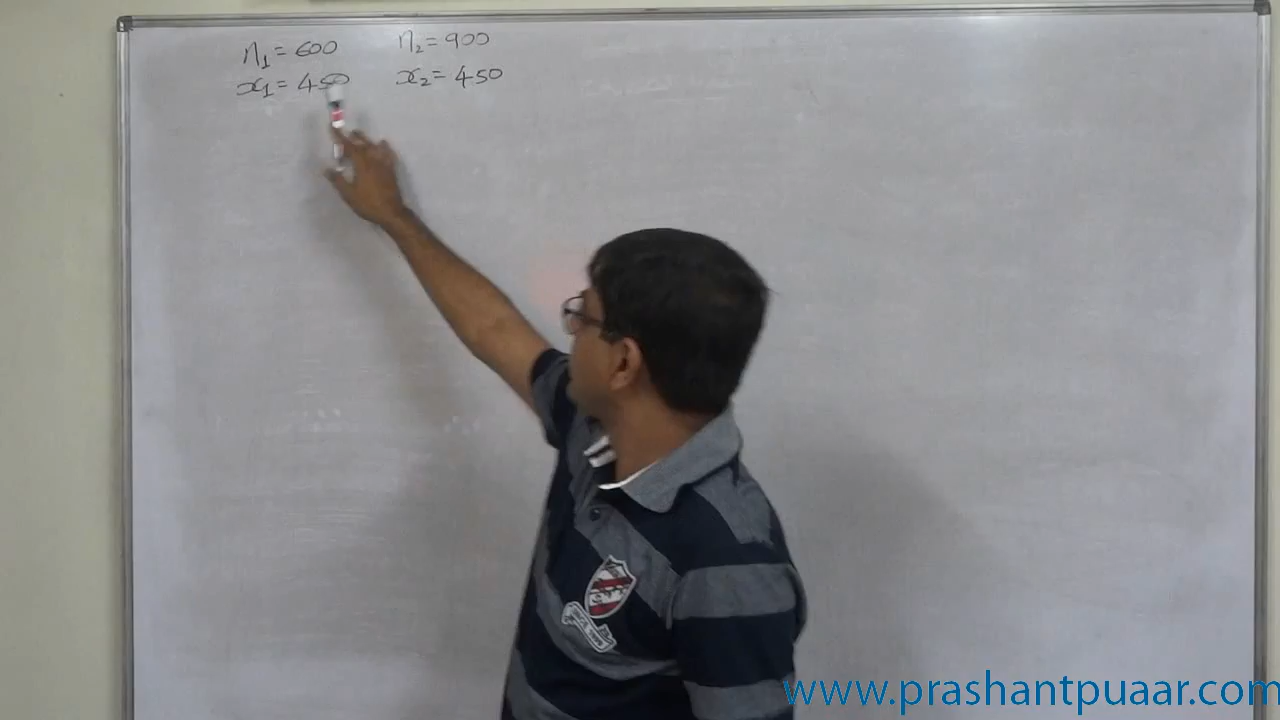 n₁ = 600 n₂ = 900
x₁ = 450 x₂ = 450
www.prashantpuaar.com